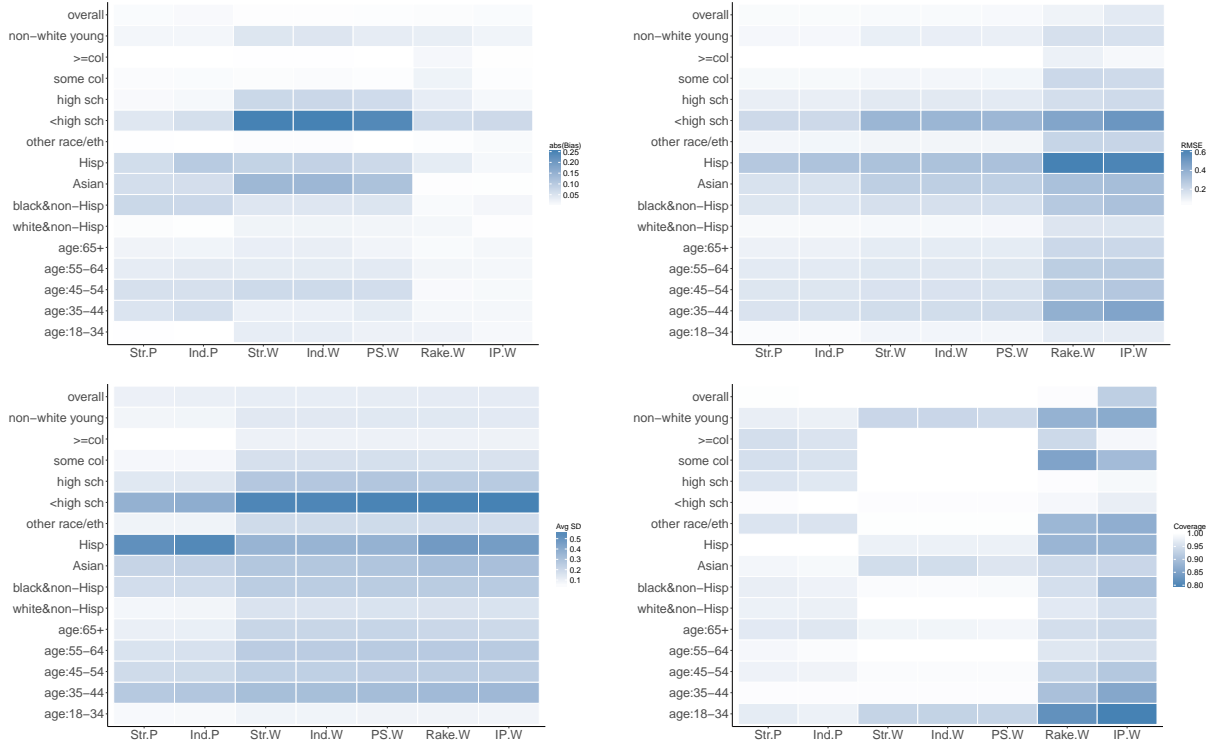 overall
non−white young
>=col
some col
high sch
<high sch
other race/eth
Hisp
Asian
black&non−Hisp
white&non−Hisp
age:65+
age:55−64
age:45−54
age:35−44
age:18−34
Str.P Ind.P Str.W Ind.W PS.W Rake.W IP.W
abs(Bias)
0.25
0.20
0.15
0.10
0.05
overall
non−white young
>=col
some col
high sch
<high sch
other race/eth
Hisp
Asian
black&non−Hisp
white&non−Hisp
age:65+
age:55−64
age:45−54
age:35−44
age:18−34
Str.P Ind.P Str.W Ind.W PS.W Rake.W IP.W
RMSE
0.6
0.4
0.2
overall
non−white young
>=col
some col
high sch
<high sch
other race/eth
Hisp
Asian
black&non−Hisp
white&non−Hisp
age:65+
age:55−64
age:45−54
age:35−44
age:18−34
Str.P Ind.P Str.W Ind.W PS.W Rake.W IP.W
Avg SD
0.5
0.4
0.3
0.2
0.1
overall
non−white young
>=col
some col
high sch
<high sch
other race/eth
Hisp
Asian
black&non−Hisp
white&non−Hisp
age:65+
age:55−64
age:45−54
age:35−44
age:18−34
Str.P Ind.P Str.W Ind.W PS.W Rake.W IP.W
Coverage
1.00
0.95
0.90
0.85
0.80